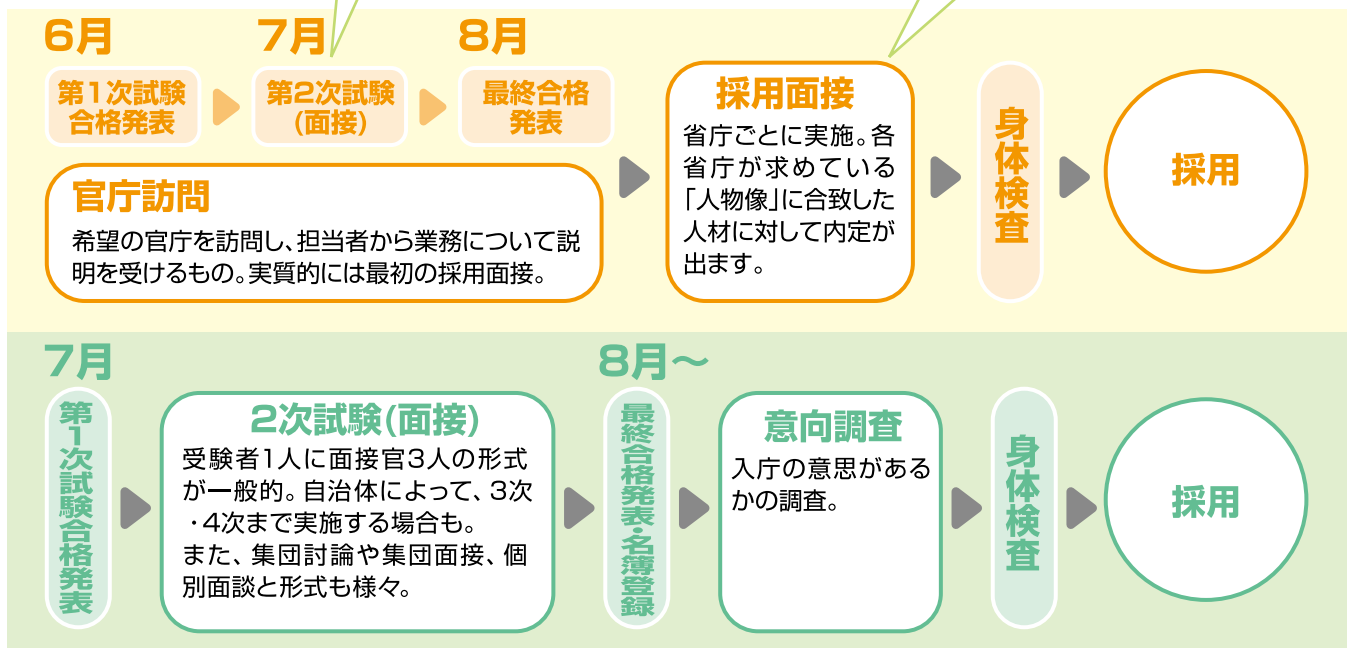 6月
7月
8月
第1次試験
合格発表
第2次試験
(面接)
最終合格
発表
官庁訪問
希望の官庁を訪問し、担当者から業務について説
明を受けるもの。実質的には最初の採用面接。
採用面接
省庁ごとに実施。各
省庁が求めている
「人物像」に合致した
人材に対して内定が
出ます。
身体検査
採用
7月
第1次試験合格発表
2次試験(面接)
受験者1人に面接官3人の形式
が一般的。自治体によって、3次
・4次まで実施する場合も。
また、集団討論や集団面接、個
別面談と形式も様々。
8月〜
最終合格発表・名簿登録
意向調査
入庁の意思がある
かの調査。
身体検査
採用